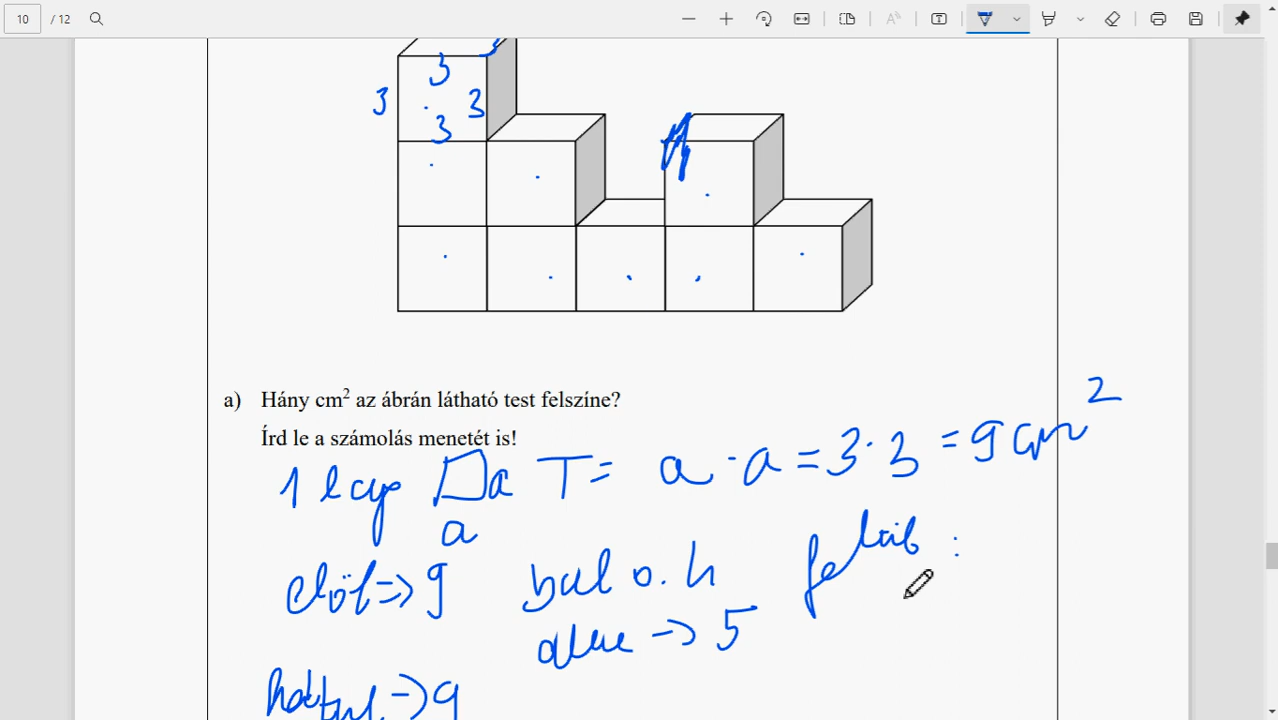 10 / 12
3
3 3
3
a) Hány cm² az ábrán látható test felszíne?
Írd le a számolás menetét is!
1 lap a T = a · a = 3 · 3 = 9 cm²
a
elöl => 9 bal o. h felül :
alul -> 5
hátul -> 9